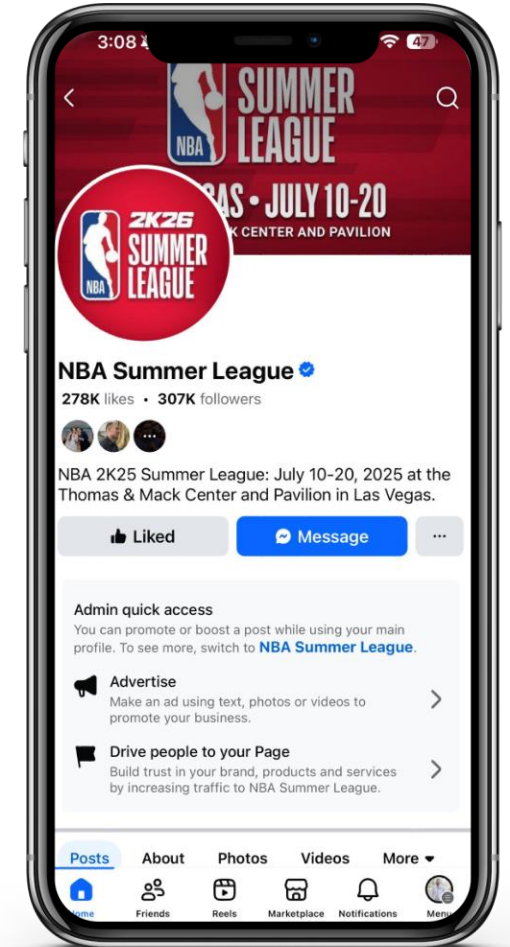 3:08
47
SUMMER
LEAGUE
NBA
AS • JULY 10-20
K CENTER AND PAVILION
2K26
SUMMER
LEAGUE
NBA
NBA Summer League
278K likes • 307K followers
NBA 2K25 Summer League: July 10-20, 2025 at the
Thomas & Mack Center and Pavilion in Las Vegas.
Liked
Message
Admin quick access
You can promote or boost a post while using your main
profile. To see more, switch to NBA Summer League.
Advertise
Make an ad using text, photos or videos to
promote your business.
Drive people to your Page
Build trust in your brand, products and services
by increasing traffic to NBA Summer League.
Posts About Photos Videos More
Home Friends Reels Marketplace Notifications Menu